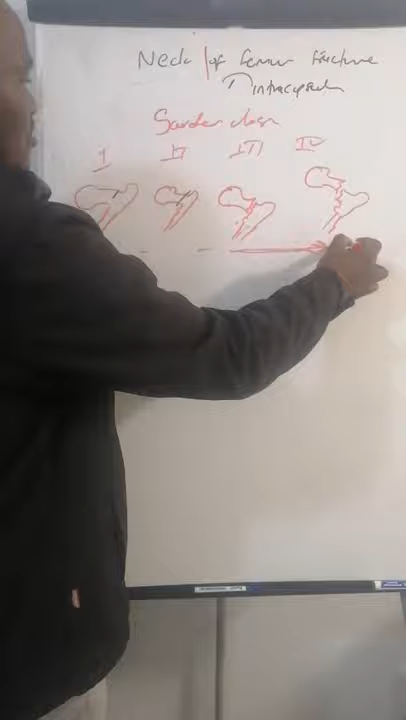 Neck of femur fracture
intracapsular
Garden class
I II III IV